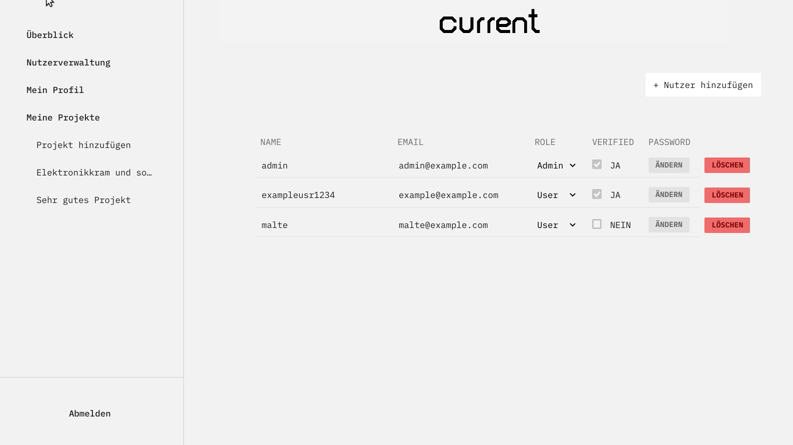 current
Überblick
Nutzerverwaltung
Mein Profil
Meine Projekte
Projekt hinzufügen
Elektronikkram und so…
Sehr gutes Projekt
Abmelden
+ Nutzer hinzufügen
NAME EMAIL ROLE VERIFIED PASSWORD
admin admin@example.com Admin JA ÄNDERN LÖSCHEN
exampleusr1234 example@example.com User JA ÄNDERN LÖSCHEN
malte malte@example.com User NEIN ÄNDERN LÖSCHEN